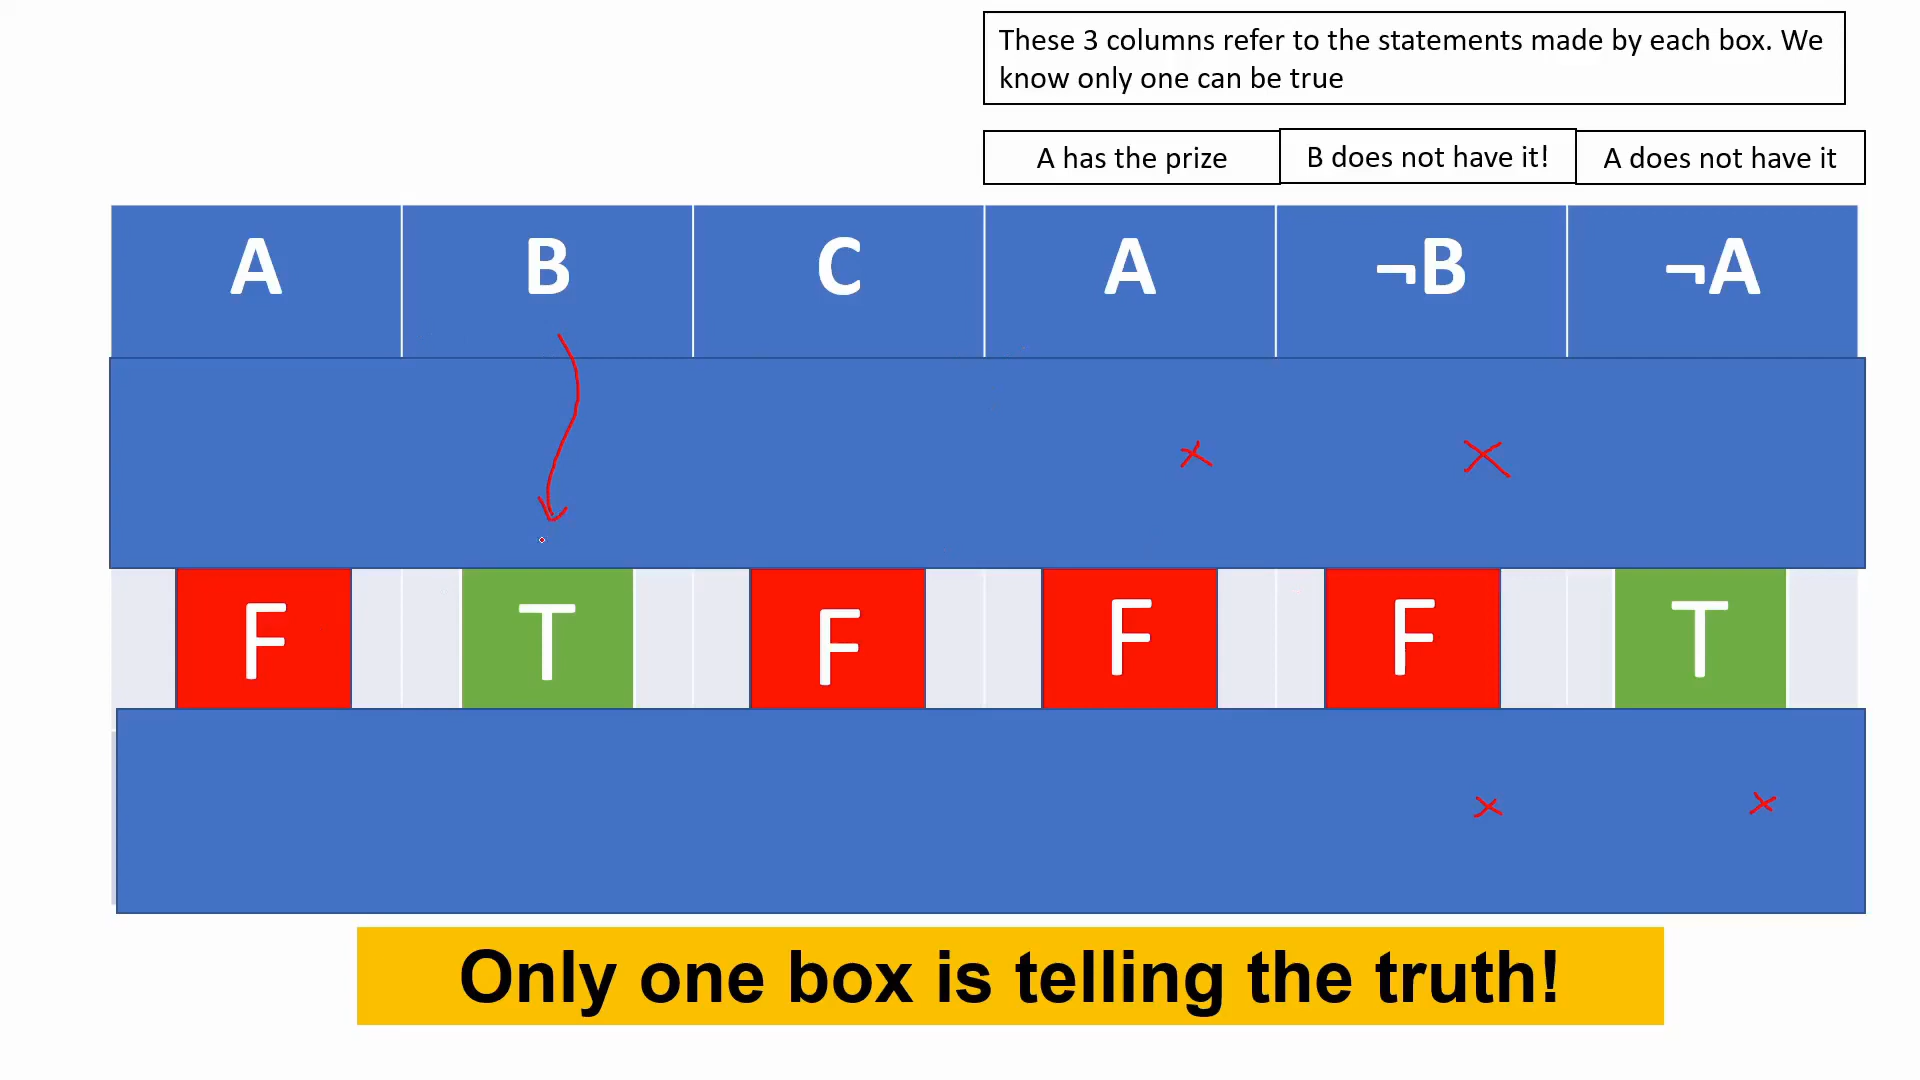 These 3 columns refer to the statements made by each box. We
know only one can be true
A has the prize B does not have it! A does not have it
A B C A ¬B ¬A
F T F F F T
Only one box is telling the truth!